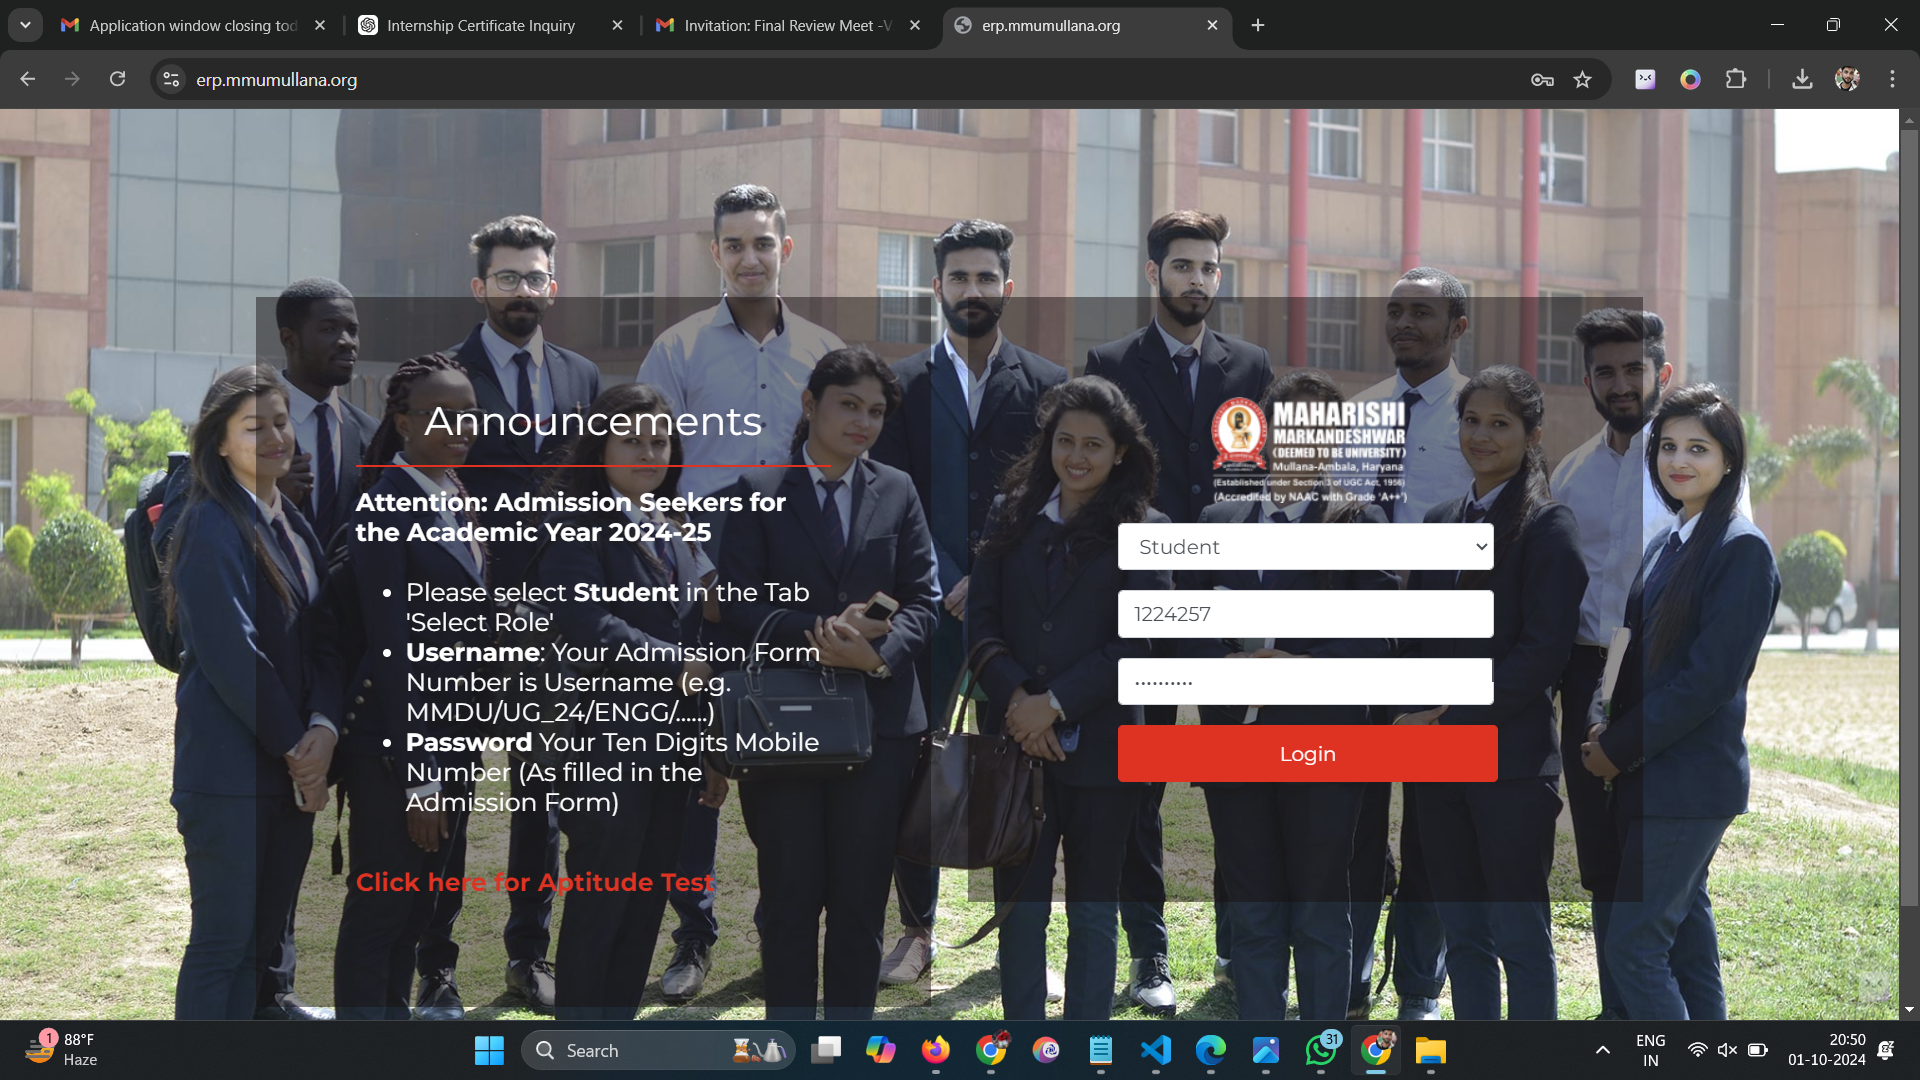 Application window closing tod
Internship Certificate Inquiry
Invitation: Final Review Meet -V
erp.mmumullana.org
erp.mmumullana.org
Announcements
Attention: Admission Seekers for
the Academic Year 2024-25
Please select Student in the Tab
'Select Role'
Username: Your Admission Form
Number is Username (e.g.
MMDU/UG_24/ENGG/......)
Password Your Ten Digits Mobile
Number (As filled in the
Admission Form)
Click here for Aptitude Test
MAHARISHI
MARKANDESHWAR
(DEEMED TO BE UNIVERSITY)
Mullana-Ambala, Haryana
(Established under Section 3 of UGC Act, 1956)
(Accredited by NAAC with Grade 'A++')
Student
1224257
••••••••••
Login
1
88°F
Haze
Search
31
ENG
IN
20:50
01-10-2024